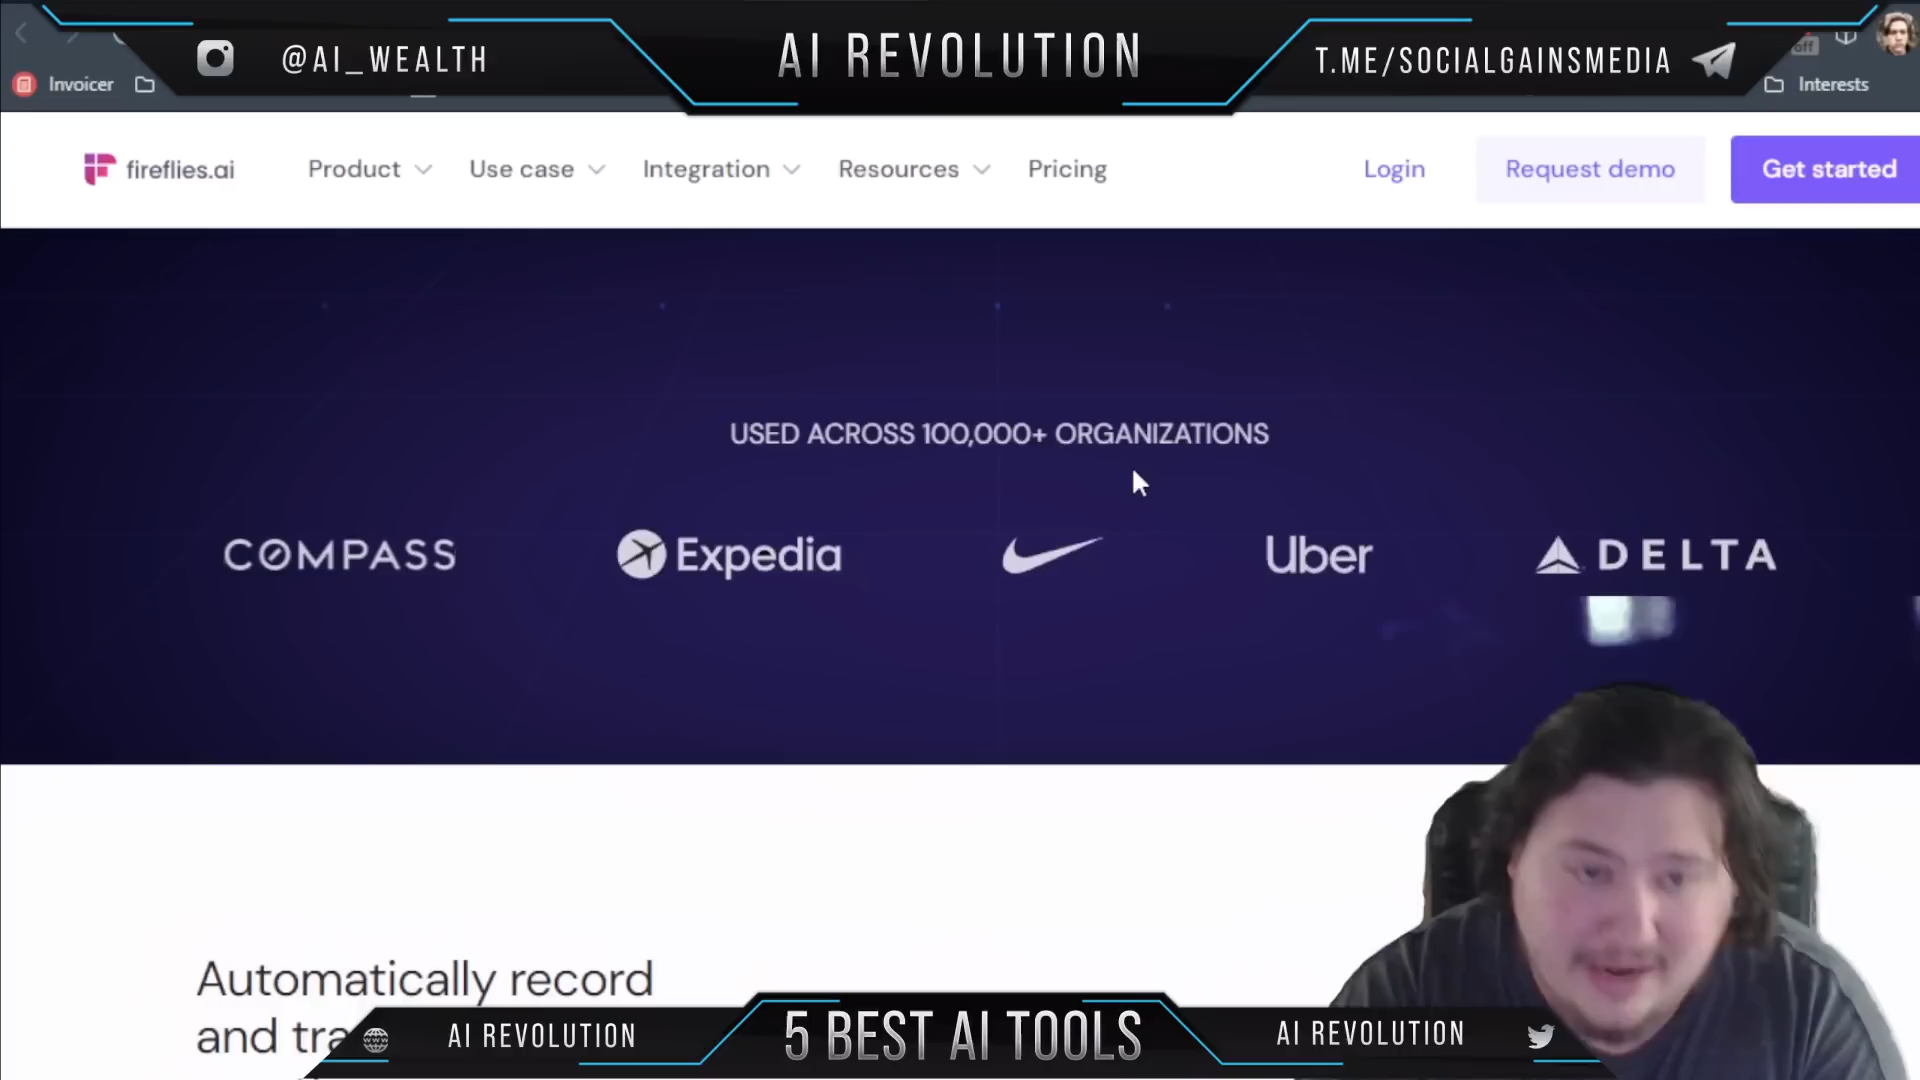 @AI_WEALTH
AI REVOLUTION
T.ME/SOCIALGAINSMEDIA
off
Invoicer
Interests
fireflies.ai
Product
Use case
Integration
Resources
Pricing
Login
Request demo
Get started
USED ACROSS 100,000+ ORGANIZATIONS
COMPASS
Expedia
Uber
DELTA
Automatically record
and tra
AI REVOLUTION
5 BEST AI TOOLS
AI REVOLUTION